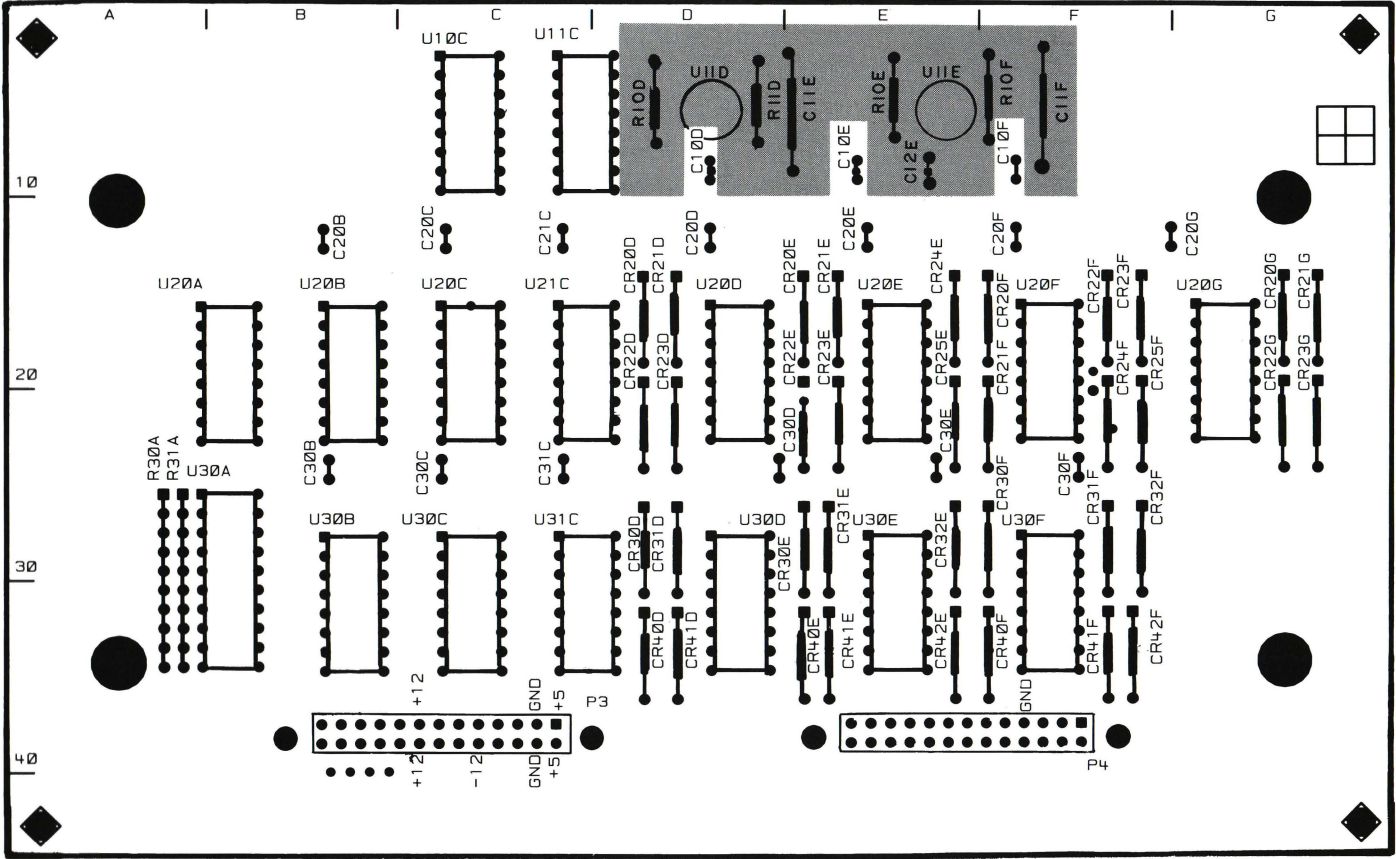 A B C D E F G
U10C U11C
R10D U11D R11D C11E R10E U11E R10F C11F
C10D C10E C12E C10F
10
C20B C20C C21C C20D C20E C20F C20G
CR20D CR21D CR20E CR21E CR24E CR20F CR22F CR23F CR20G CR21G
U20A U20B U20C U21C U20D U20E U20F U20G
CR22D CR23D CR22E CR23E CR25E CR21F CR24F CR25F CR22G CR23G
20
R30A R31A U30A
C30B C30C C31C C30D C30E C30F
CR30D CR31D CR30E CR31E CR32E CR30F CR31F CR32F
U30B U30C U31C U30D U30E U30F
30
CR40D CR41D CR40E CR41E CR42E CR40F CR41F CR42F
+12 GND +5 P3 GND
40
+12 -12 GND +5 P4